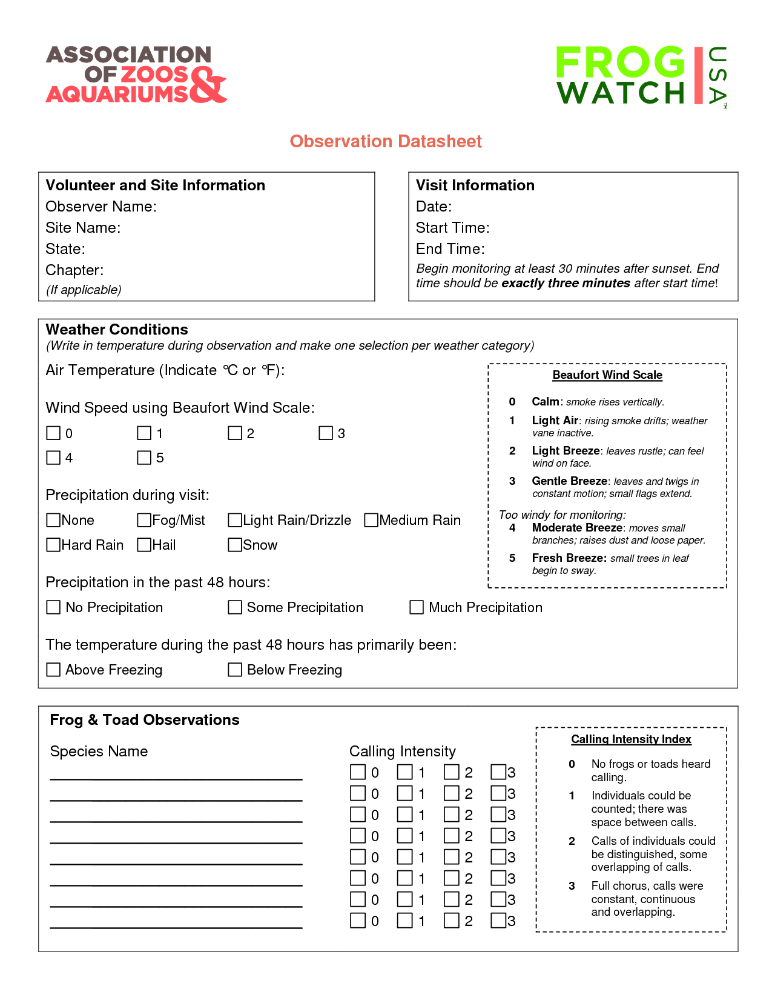 ASSOCIATION
OF ZOOS &
AQUARIUMS
FROG
WATCH
USA™
Observation Datasheet
Volunteer and Site Information
Observer Name:
Site Name:
State:
Chapter:
(If applicable)
Visit Information
Date:
Start Time:
End Time:
Begin monitoring at least 30 minutes after sunset. End
time should be exactly three minutes after start time!
Weather Conditions
(Write in temperature during observation and make one selection per weather category)
Air Temperature (Indicate °C or °F):
Wind Speed using Beaufort Wind Scale:
0 1 2 3
4 5
Precipitation during visit:
None Fog/Mist Light Rain/Drizzle Medium Rain
Hard Rain Hail Snow
Precipitation in the past 48 hours:
No Precipitation Some Precipitation Much Precipitation
The temperature during the past 48 hours has primarily been:
Above Freezing Below Freezing
Beaufort Wind Scale
0 Calm: smoke rises vertically.
1 Light Air: rising smoke drifts; weather
vane inactive.
2 Light Breeze: leaves rustle; can feel
wind on face.
3 Gentle Breeze: leaves and twigs in
constant motion; small flags extend.
Too windy for monitoring:
4 Moderate Breeze: moves small
branches; raises dust and loose paper.
5 Fresh Breeze: small trees in leaf
begin to sway.
Frog & Toad Observations
Species Name Calling Intensity
0 1 2 3
0 1 2 3
0 1 2 3
0 1 2 3
0 1 2 3
0 1 2 3
0 1 2 3
0 1 2 3
Calling Intensity Index
0 No frogs or toads heard
calling.
1 Individuals could be
counted; there was
space between calls.
2 Calls of individuals could
be distinguished, some
overlapping of calls.
3 Full chorus, calls were
constant, continuous
and overlapping.